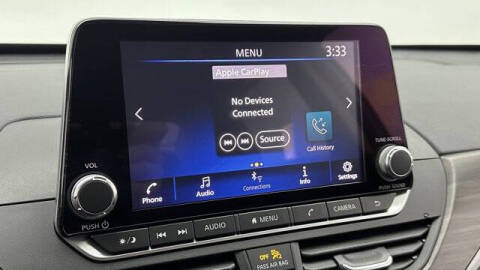 MENU
3:33
Apple CarPlay
No Devices
Connected
Source
Call History
Phone
Audio
Connections
Info
Settings
VOL
PUSH
TUNE·SCROLL
PUSH SOUND
AUDIO
MENU
CAMERA
PASS AIR BAG